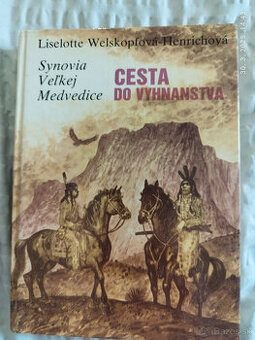 Liselotte Welskopfová-Henrichová
Synovia
Veľkej
Medvedice
CESTA
DO VYHNANSTVA